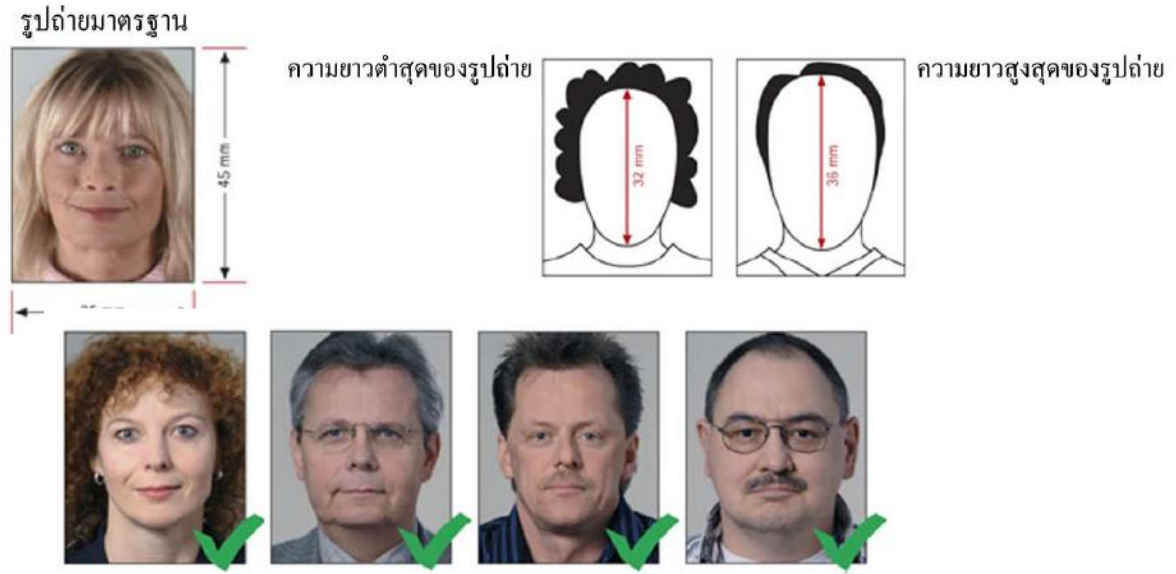 รูปถ่ายมาตรฐาน
ความยาวต่ำสุดของรูปถ่าย
ความยาวสูงสุดของรูปถ่าย
45 mm
32 mm
36 mm